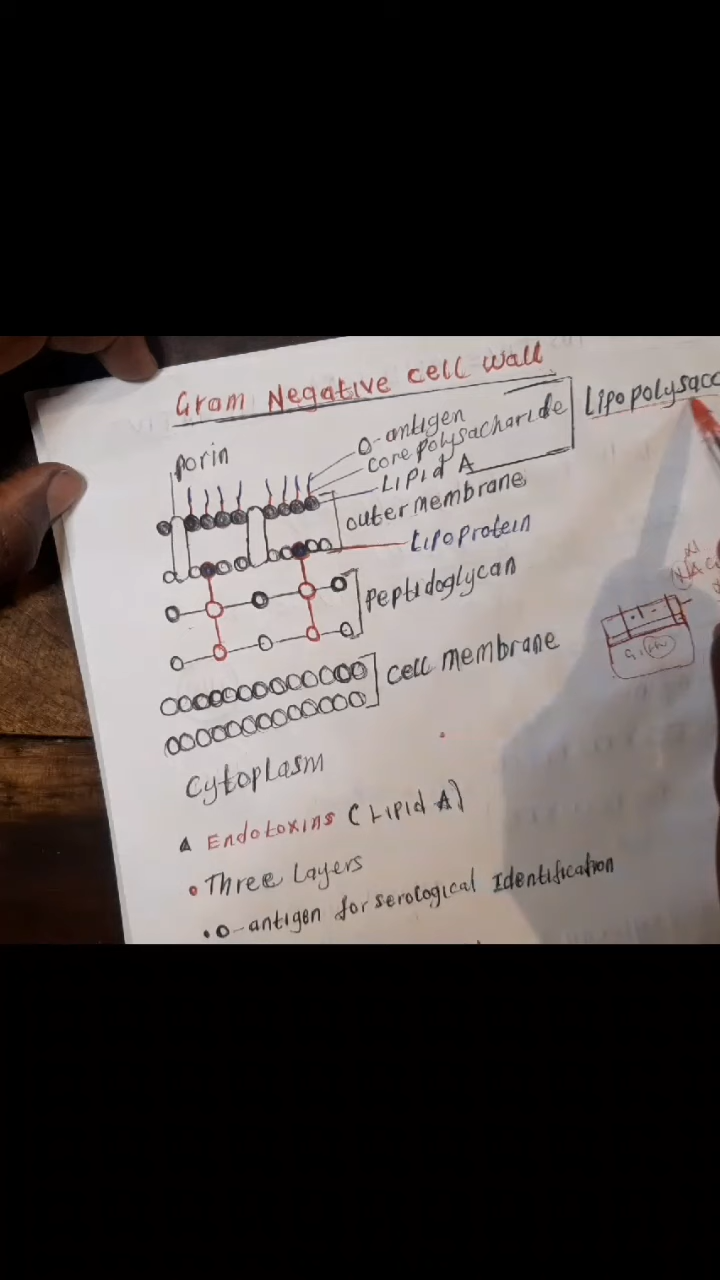 Gram Negative cell wall
Lipopolysacc
porin
O-antigen
core polysacharide
Lipid A
outer membrane
Lipoprotein
peptidoglycan
cell membrane
Cytoplasm
Endotoxins (Lipid A)
Three Layers
O-antigen for serological Identification